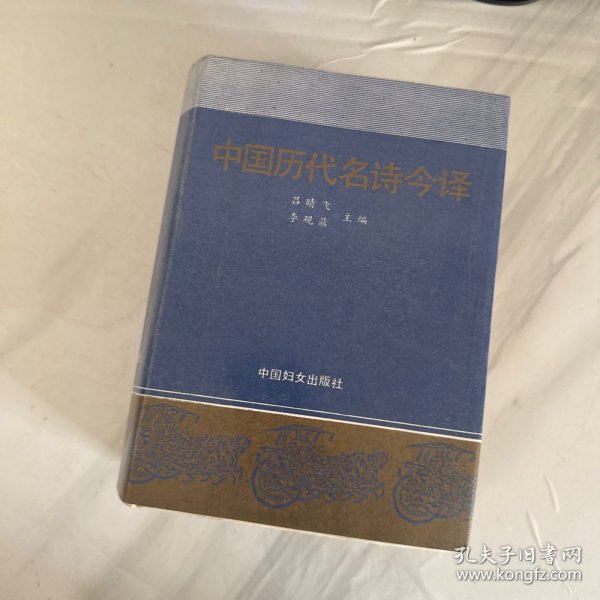 中国历代名诗今译
吕晴飞
李观鼎
主编
中国妇女出版社
孔夫子旧书网
www.kongfz.com